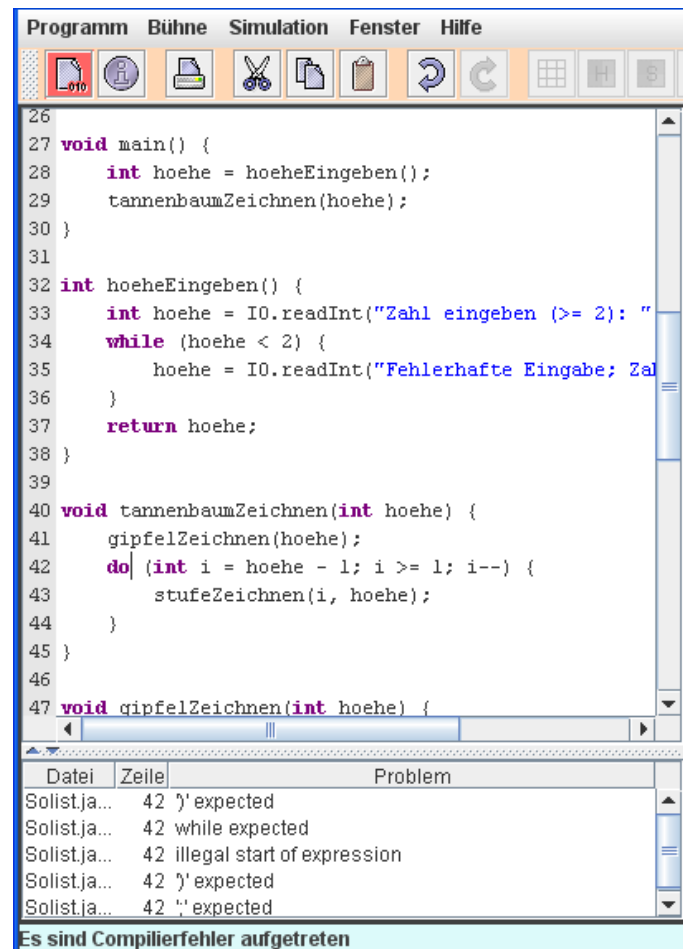 Programm Bühne Simulation Fenster Hilfe
010 H S
26
27 void main() {
28 int hoehe = hoeheEingeben();
29 tannenbaumZeichnen(hoehe);
30 }
31
32 int hoeheEingeben() {
33 int hoehe = IO.readInt("Zahl eingeben (>= 2): "
34 while (hoehe < 2) {
35 hoehe = IO.readInt("Fehlerhafte Eingabe; Zal
36 }
37 return hoehe;
38 }
39
40 void tannenbaumZeichnen(int hoehe) {
41 gipfelZeichnen(hoehe);
42 do (int i = hoehe - 1; i >= 1; i--) {
43 stufeZeichnen(i, hoehe);
44 }
45 }
46
47 void gipfelZeichnen(int hoehe) {
Datei Zeile Problem
Solist.ja... 42 ')' expected
Solist.ja... 42 while expected
Solist.ja... 42 illegal start of expression
Solist.ja... 42 ')' expected
Solist.ja... 42 ';' expected
Es sind Compilierfehler aufgetreten